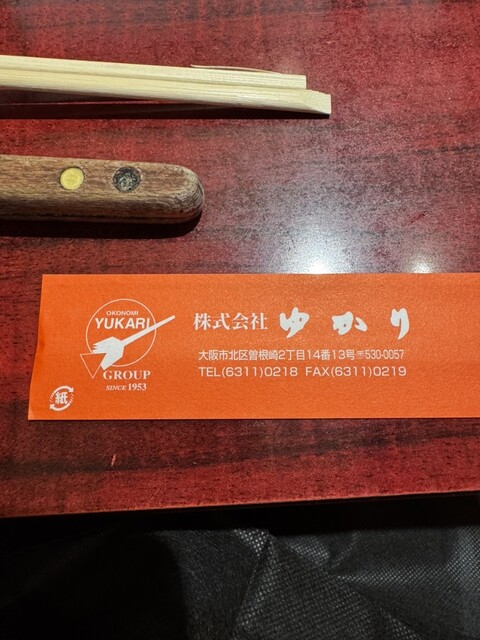 OKONOMI
YUKARI
GROUP
SINCE 1953
紙
株式会社 ゆかり
大阪市北区曽根崎2丁目14番13号〒530-0057
TEL(6311)0218 FAX(6311)0219